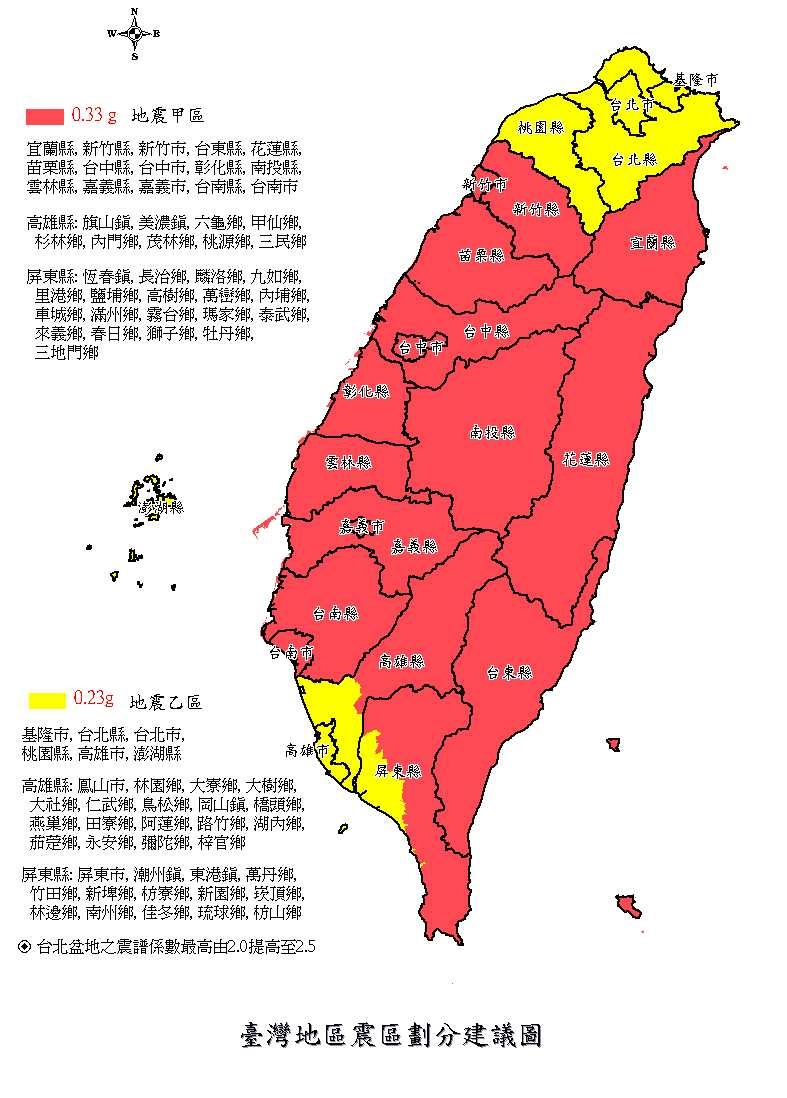 N
W E
S
0.33 g 地震甲區
宜蘭縣, 新竹縣, 新竹市, 台東縣, 花蓮縣,
苗栗縣, 台中縣, 台中市, 彰化縣, 南投縣,
雲林縣, 嘉義縣, 嘉義市, 台南縣, 台南市
高雄縣: 旗山鎮, 美濃鎮, 六龜鄉, 甲仙鄉,
杉林鄉, 內門鄉, 茂林鄉, 桃源鄉, 三民鄉
屏東縣: 恆春鎮, 長治鄉, 麟洛鄉, 九如鄉,
里港鄉, 鹽埔鄉, 高樹鄉, 萬巒鄉, 內埔鄉,
車城鄉, 滿州鄉, 霧台鄉, 瑪家鄉, 泰武鄉,
來義鄉, 春日鄉, 獅子鄉, 牡丹鄉,
三地門鄉
基隆市
台北市
桃園縣
台北縣
新竹市
新竹縣
宜蘭縣
苗栗縣
台中縣
台中市
彰化縣
南投縣
雲林縣
花蓮縣
澎湖縣
嘉義市
嘉義縣
台南縣
台南市
高雄縣
台東縣
高雄市
屏東縣
0.23g 地震乙區
基隆市, 台北縣, 台北市,
桃園縣, 高雄市, 澎湖縣
高雄縣: 鳳山市, 林園鄉, 大寮鄉, 大樹鄉,
大社鄉, 仁武鄉, 鳥松鄉, 岡山鎮, 橋頭鄉,
燕巢鄉, 田寮鄉, 阿蓮鄉, 路竹鄉, 湖內鄉,
茄萣鄉, 永安鄉, 彌陀鄉, 梓官鄉
屏東縣: 屏東市, 潮州鎮, 東港鎮, 萬丹鄉,
竹田鄉, 新埤鄉, 枋寮鄉, 新園鄉, 崁頂鄉,
林邊鄉, 南州鄉, 佳冬鄉, 琉球鄉, 枋山鄉
台北盆地之震譜係數最高由2.0提高至2.5
臺灣地區震區劃分建議圖